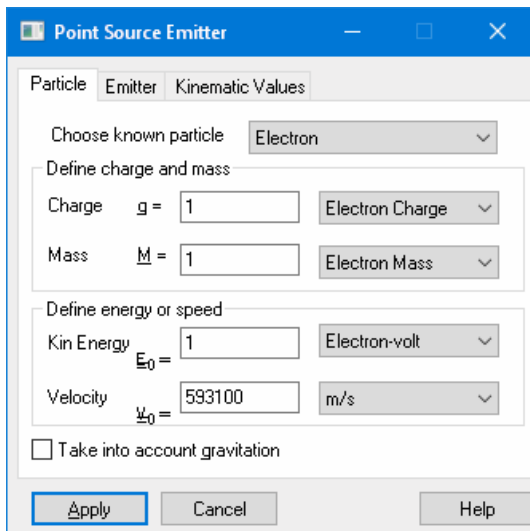 Point Source Emitter
Particle Emitter Kinematic Values
Choose known particle Electron
Define charge and mass
Charge g = 1 Electron Charge
Mass M = 1 Electron Mass
Define energy or speed
Kin Energy E0 = 1 Electron-volt
Velocity V0 = 593100 m/s
Take into account gravitation
Apply Cancel Help